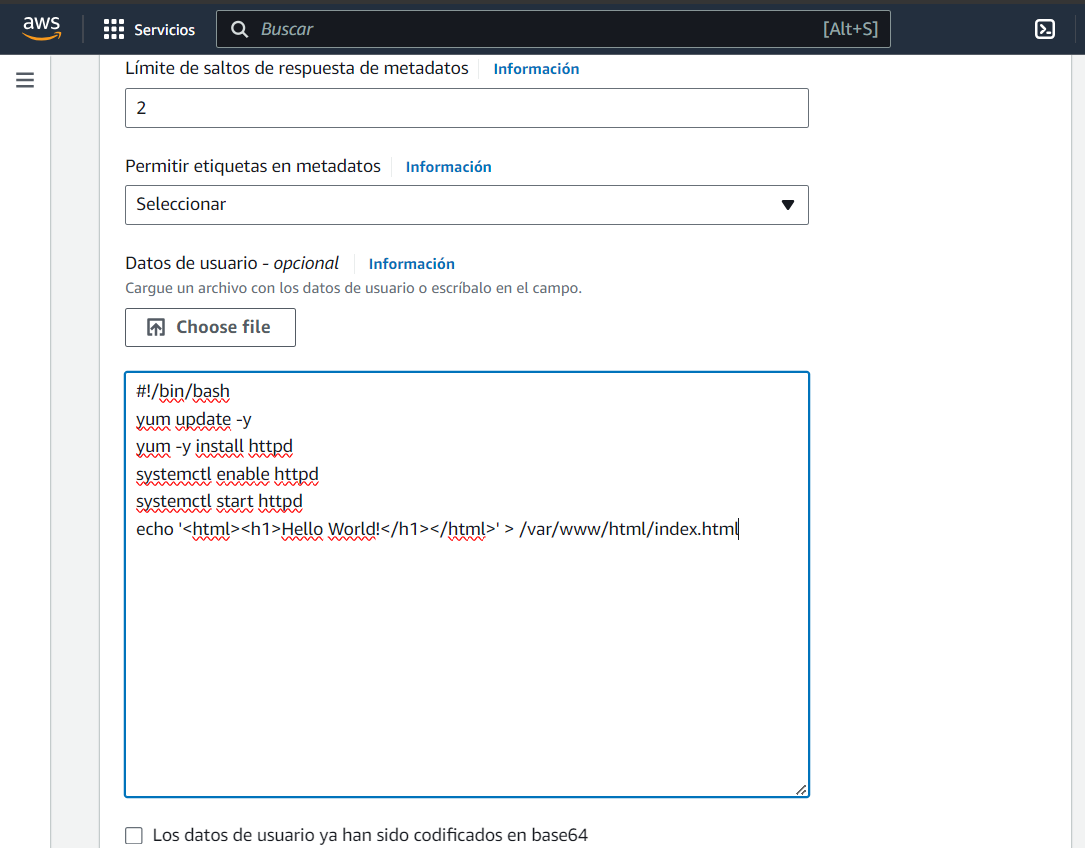 aws
Servicios
Buscar
[Alt+S]
Límite de saltos de respuesta de metadatos
Información
2
Permitir etiquetas en metadatos
Información
Seleccionar
Datos de usuario - opcional
Información
Cargue un archivo con los datos de usuario o escríbalo en el campo.
Choose file
#!/bin/bash
yum update -y
yum -y install httpd
systemctl enable httpd
systemctl start httpd
echo '<html><h1>Hello World!</h1></html>' > /var/www/html/index.html
Los datos de usuario ya han sido codificados en base64